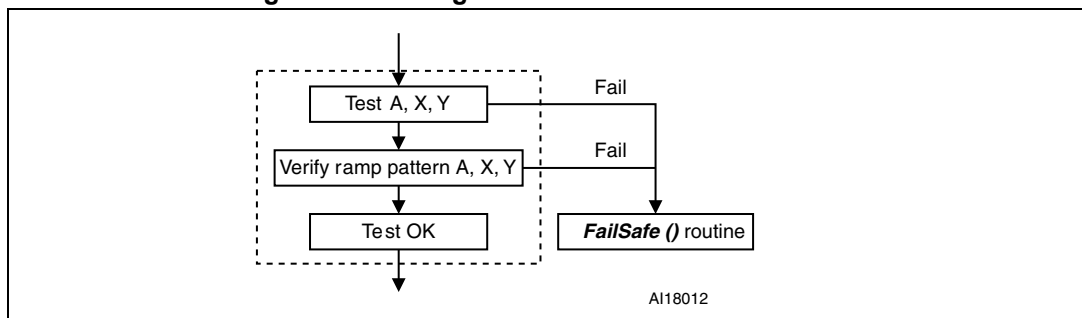 Test A, X, Y
Fail
Verify ramp pattern A, X, Y
Fail
Test OK
FailSafe () routine
AI18012